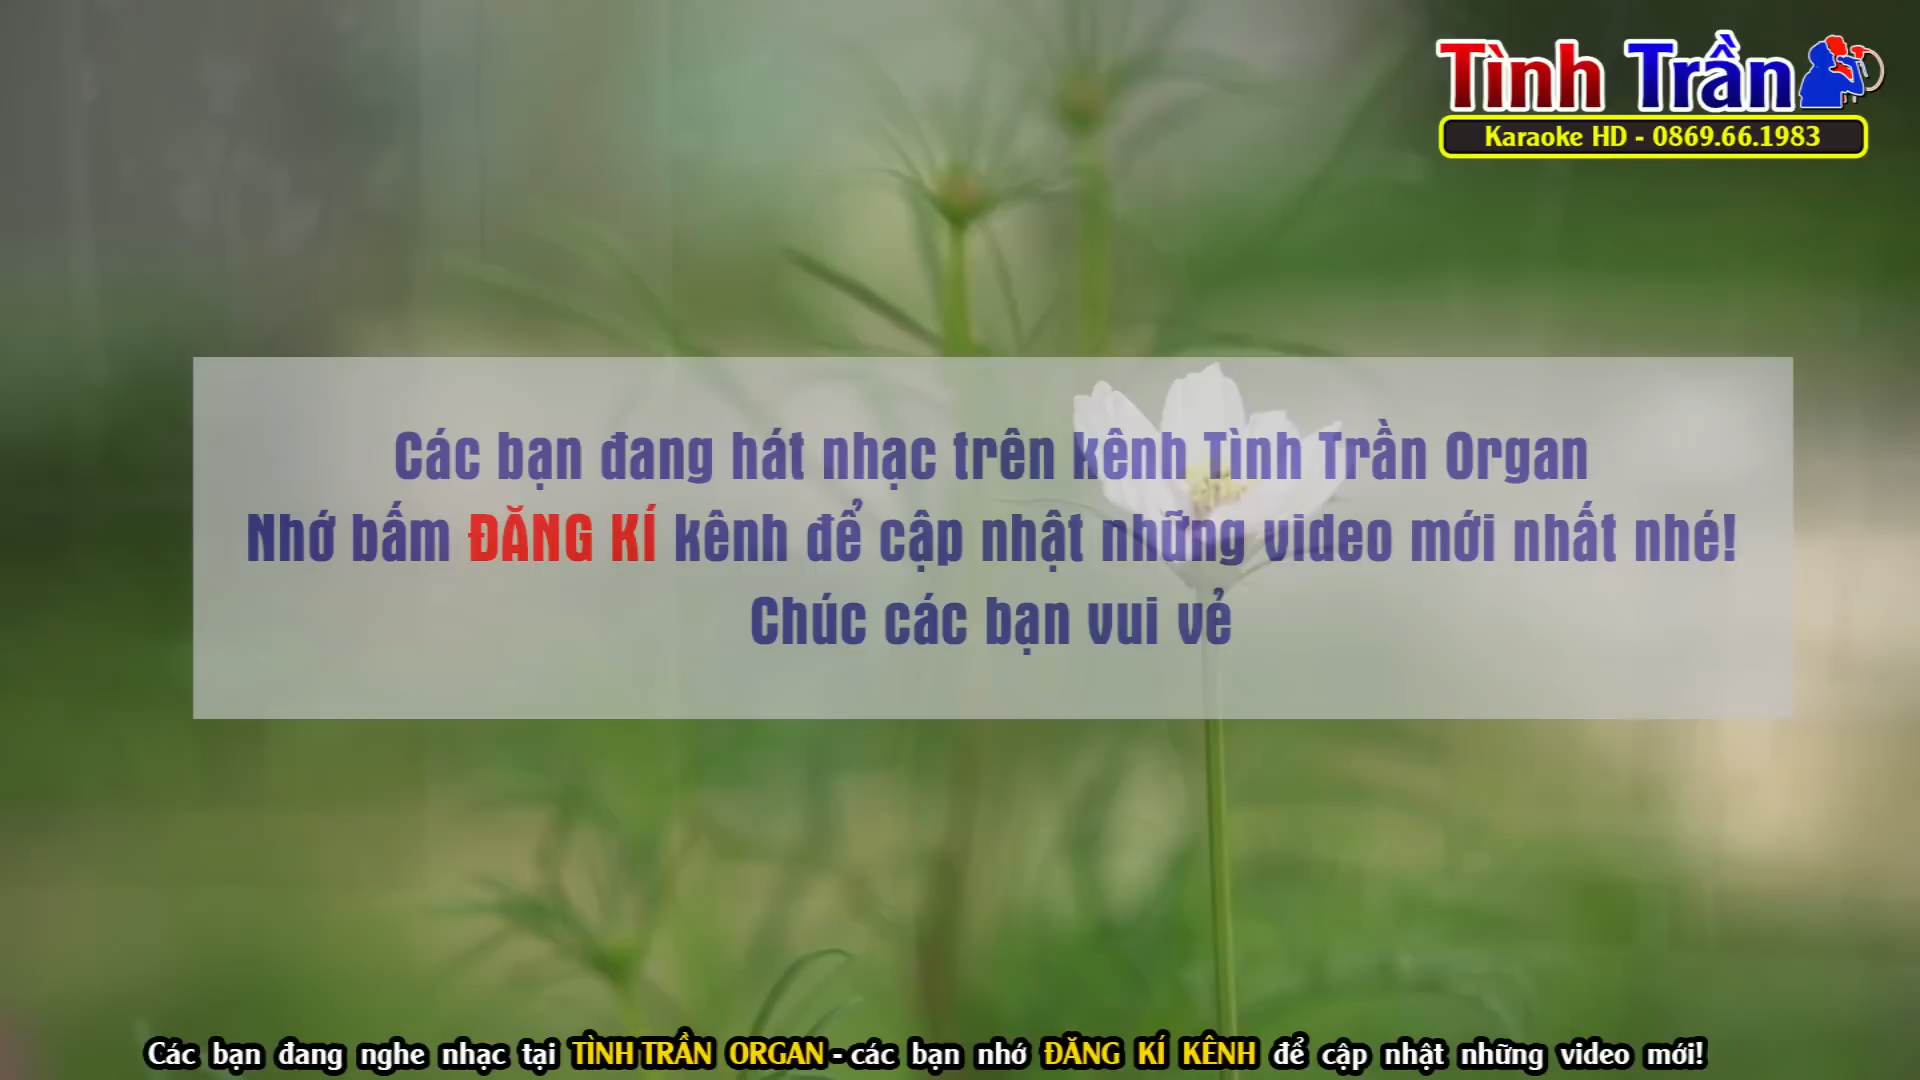 Tình Trần
Karaoke HD - 0869.66.1983
Các bạn đang hát nhạc trên kênh Tình Trần Organ
Nhớ bấm ĐĂNG KÍ kênh để cập nhật những video mới nhất nhé!
Chúc các bạn vui vẻ
Các bạn đang nghe nhạc tại TÌNH TRẦN ORGAN - các bạn nhớ ĐĂNG KÍ KÊNH để cập nhật những video mới!